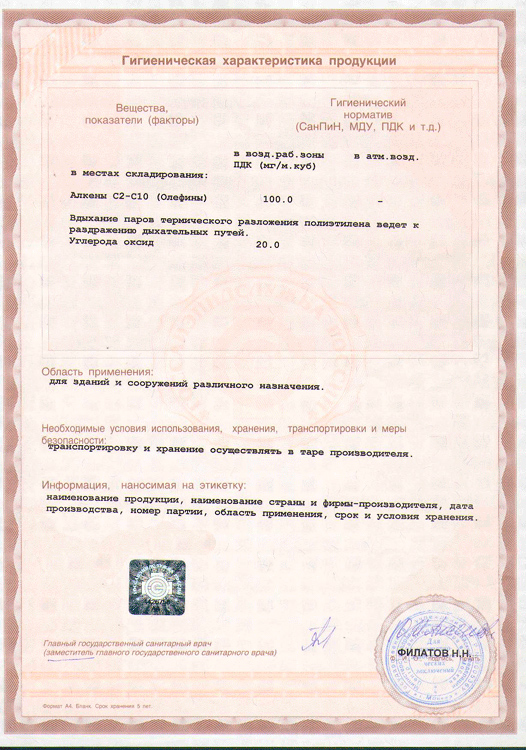 Гигиеническая характеристика продукции
Вещества,
показатели (факторы)
Гигиенический
норматив
(СанПиН, МДУ, ПДК и т.д.)
в возд.раб.зоны в атм.возд.
ПДК (мг/м.куб)
в местах складирования:
Алкены С2-С10 (Олефины) 100.0 –
Вдыхание паров термического разложения полиэтилена ведет к
раздражению дыхательных путей.
Углерода оксид 20.0
Область применения:
для зданий и сооружений различного назначения.
Необходимые условия использования, хранения, транспортировки и меры
безопасности:
транспортировку и хранение осуществлять в таре производителя.
Информация, наносимая на этикетку:
наименование продукции, наименование страны и фирмы-производителя, дата
производства, номер партии, область применения, срок и условия хранения.
Главный государственный санитарный врач
(заместитель главного государственного санитарного врача)
ФИЛАТОВ Н.Н.
Для
заключений
Формат А4. Бланк. Срок хранения 5 лет.